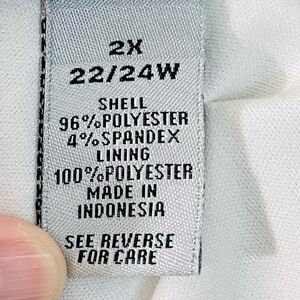 2X
22/24W
SHELL
96%POLYESTER
4%SPANDEX
LINING
100%POLYESTER
MADE IN
INDONESIA
SEE REVERSE
FOR CARE